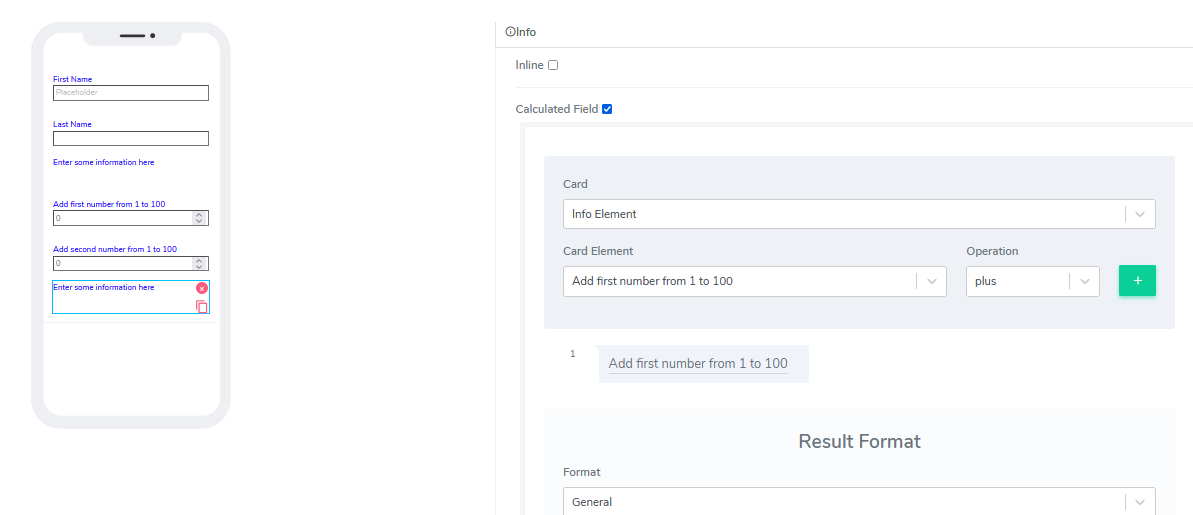 First Name
Placeholder
Last Name
Enter some information here
Add first number from 1 to 100
0
Add second number from 1 to 100
0
Enter some information here
Info
Inline
Calculated Field
Card
Info Element
Card Element
Operation
Add first number from 1 to 100
plus
+
1
Add first number from 1 to 100
Result Format
Format
General